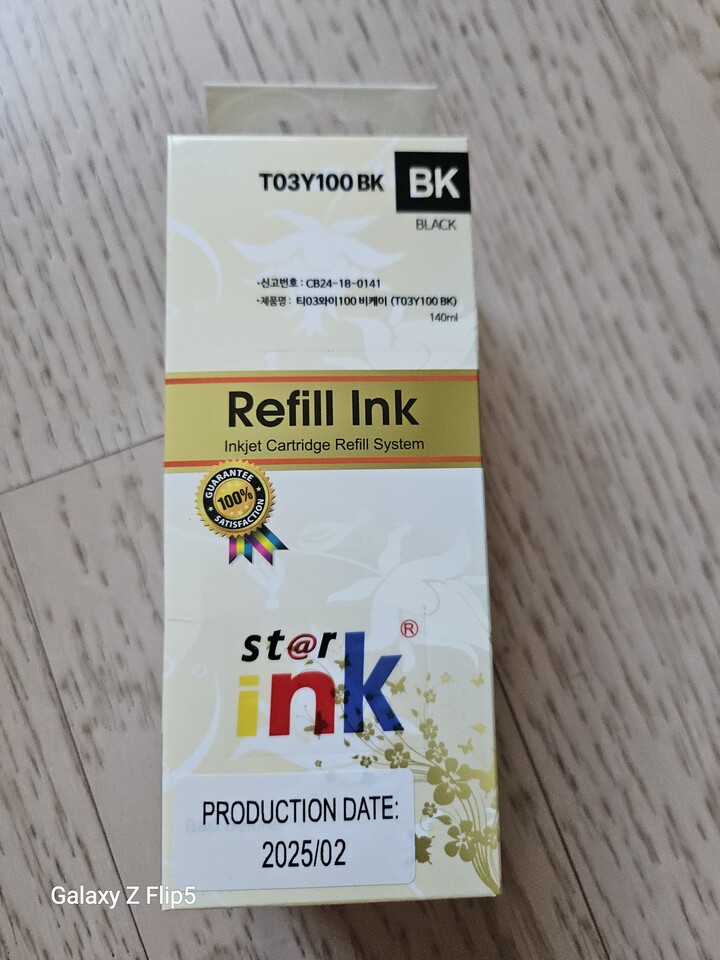 T03Y100 BK
BK
BLACK
·신고번호 : CB24-18-0141
·제품명 : 티03와이100 비케이 (T03Y100 BK)
140ml
Refill Ink
Inkjet Cartridge Refill System
GUARANTEE
100%
SATISFACTION
st@r
ink
®
PRODUCTION DATE:
2025/02
Galaxy Z Flip5